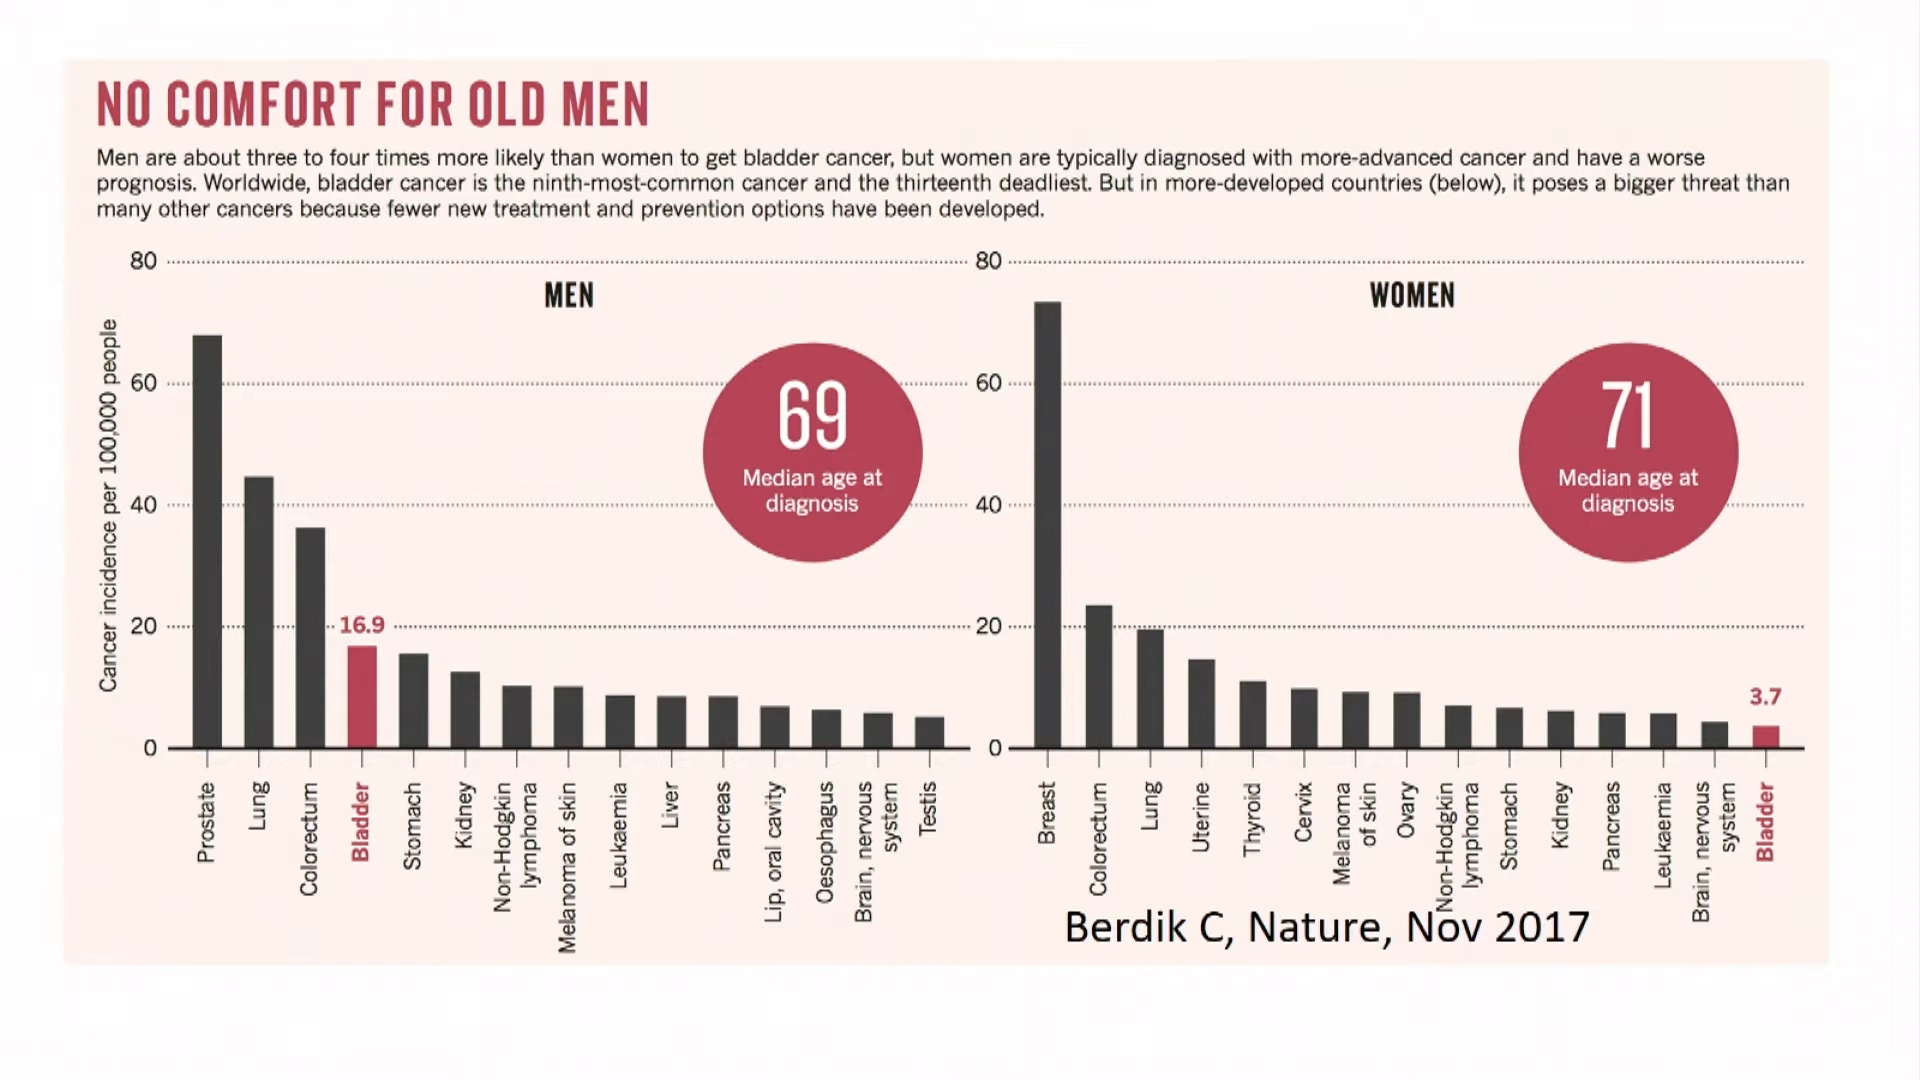 NO COMFORT FOR OLD MEN
Men are about three to four times more likely than women to get bladder cancer, but women are typically diagnosed with more-advanced cancer and have a worse
prognosis. Worldwide, bladder cancer is the ninth-most-common cancer and the thirteenth deadliest. But in more-developed countries (below), it poses a bigger threat than
many other cancers because fewer new treatment and prevention options have been developed.
Cancer incidence per 100,000 people
80
60
40
20
0
MEN
69
Median age at
diagnosis
16.9
Prostate
Lung
Colorectum
Bladder
Stomach
Kidney
Non-Hodgkin
lymphoma
Melanoma of skin
Leukaemia
Liver
Pancreas
Lip, oral cavity
Oesophagus
Brain, nervous
system
Testis
80
60
40
20
0
WOMEN
71
Median age at
diagnosis
3.7
Breast
Colorectum
Lung
Uterine
Thyroid
Cervix
Melanoma
of skin
Ovary
Non-Hodgkin
lymphoma
Stomach
Kidney
Pancreas
Leukaemia
Brain, nervous
system
Bladder
Berdik C, Nature, Nov 2017